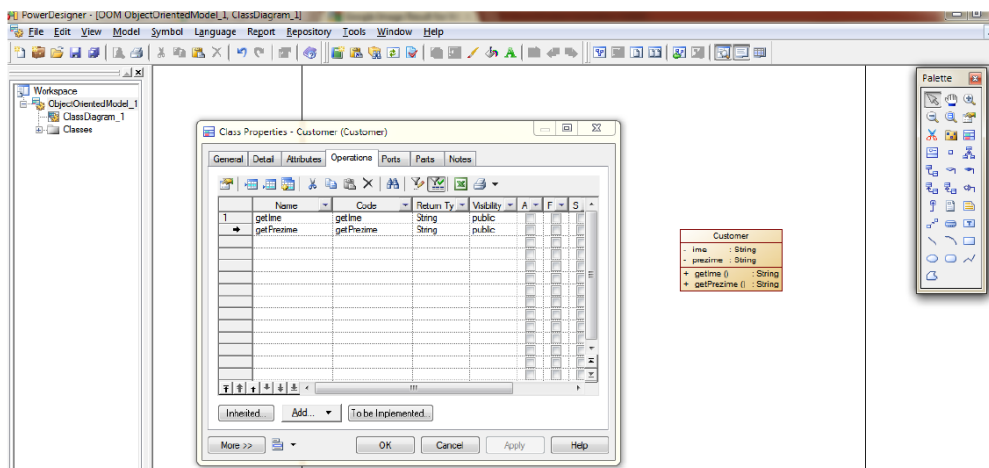 PowerDesigner - [OOM ObjectOrientedModel_1, ClassDiagram_1]
File Edit View Model Symbol Language Report Repository Tools Window Help
Workspace
ObjectOrientedModel_1
ClassDiagram_1
Classes
Class Properties - Customer (Customer)
General Detail Attributes Operations Ports Parts Notes
Name Code Return Ty Visibility A F S
1 getIme getIme String public
getPrezime getPrezime String public
Inherited... Add... To be Implemented...
More >> OK Cancel Apply Help
Customer
- ime : String
- prezime : String
+ getIme () : String
+ getPrezime () : String
Palette